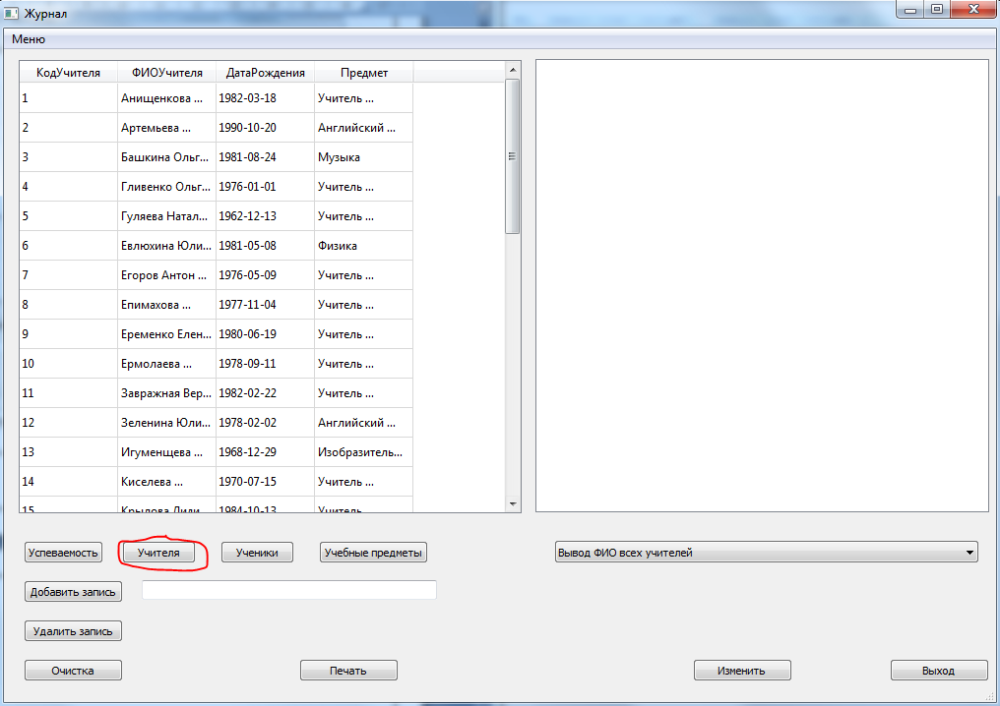 Журнал
Меню
КодУчителя ФИОУчителя ДатаРождения Предмет
1 Анищенкова ... 1982-03-18 Учитель ...
2 Артемьева ... 1990-10-20 Английский ...
3 Башкина Ольг... 1981-08-24 Музыка
4 Гливенко Ольг... 1976-01-01 Учитель ...
5 Гуляева Натал... 1962-12-13 Учитель ...
6 Евлюхина Юли... 1981-05-08 Физика
7 Егоров Антон ... 1976-05-09 Учитель ...
8 Епимахова ... 1977-11-04 Учитель ...
9 Еременко Елен... 1980-06-19 Учитель ...
10 Ермолаева ... 1978-09-11 Учитель ...
11 Завражная Вер... 1982-02-22 Учитель ...
12 Зеленина Юли... 1978-02-02 Английский ...
13 Игуменщева ... 1968-12-29 Изобразитель...
14 Киселева ... 1970-07-15 Учитель ...
15 Крылова Лиди... 1984-10-13 Учитель ...
Успеваемость Учителя Ученики Учебные предметы Вывод ФИО всех учителей
Добавить запись
Удалить запись
Очистка Печать Изменить Выход